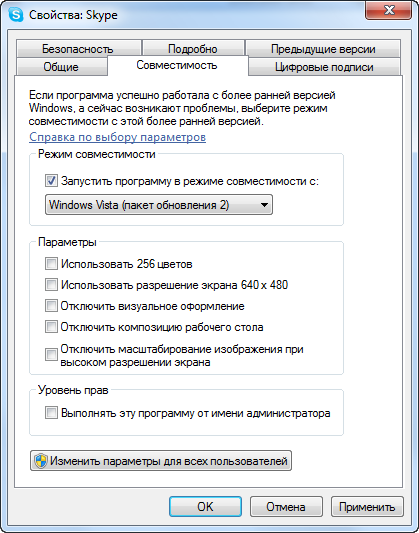 Свойства: Skype
Безопасность
Подробно
Предыдущие версии
Общие
Совместимость
Цифровые подписи
Если программа успешно работала с более ранней версией
Windows, а сейчас возникают проблемы, выберите режим
совместимости с этой более ранней версией.
Справка по выбору параметров
Режим совместимости
Запустить программу в режиме совместимости с:
Windows Vista (пакет обновления 2)
Параметры
Использовать 256 цветов
Использовать разрешение экрана 640 x 480
Отключить визуальное оформление
Отключить композицию рабочего стола
Отключить масштабирование изображения при
высоком разрешении экрана
Уровень прав
Выполнять эту программу от имени администратора
Изменить параметры для всех пользователей
OK
Отмена
Применить